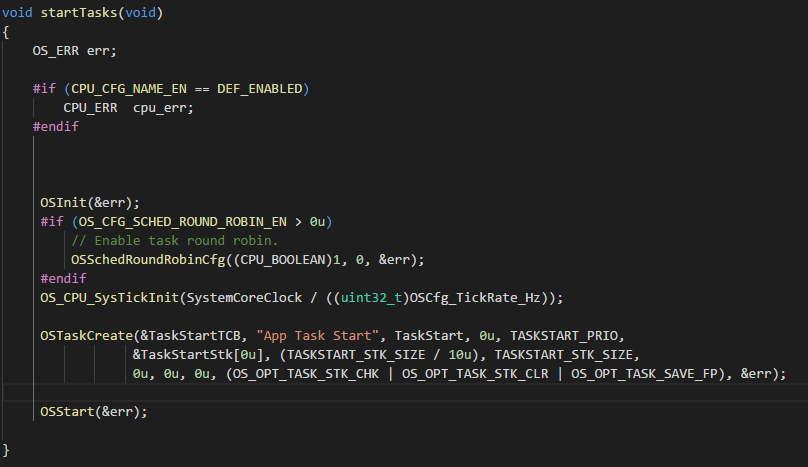 void startTasks(void)
{
OS_ERR err;
#if (CPU_CFG_NAME_EN == DEF_ENABLED)
CPU_ERR  cpu_err;
#endif
OSInit(&err);
#if (OS_CFG_SCHED_ROUND_ROBIN_EN > 0u)
// Enable task round robin.
OSSchedRoundRobinCfg((CPU_BOOLEAN)1, 0, &err);
#endif
OS_CPU_SysTickInit(SystemCoreClock / ((uint32_t)OSCfg_TickRate_Hz));
OSTaskCreate(&TaskStartTCB, "App Task Start", TaskStart, 0u, TASKSTART_PRIO,
&TaskStartStk[0u], (TASKSTART_STK_SIZE / 10u), TASKSTART_STK_SIZE,
0u, 0u, 0u, (OS_OPT_TASK_STK_CHK | OS_OPT_TASK_STK_CLR | OS_OPT_TASK_SAVE_FP), &err);
OSStart(&err);
}